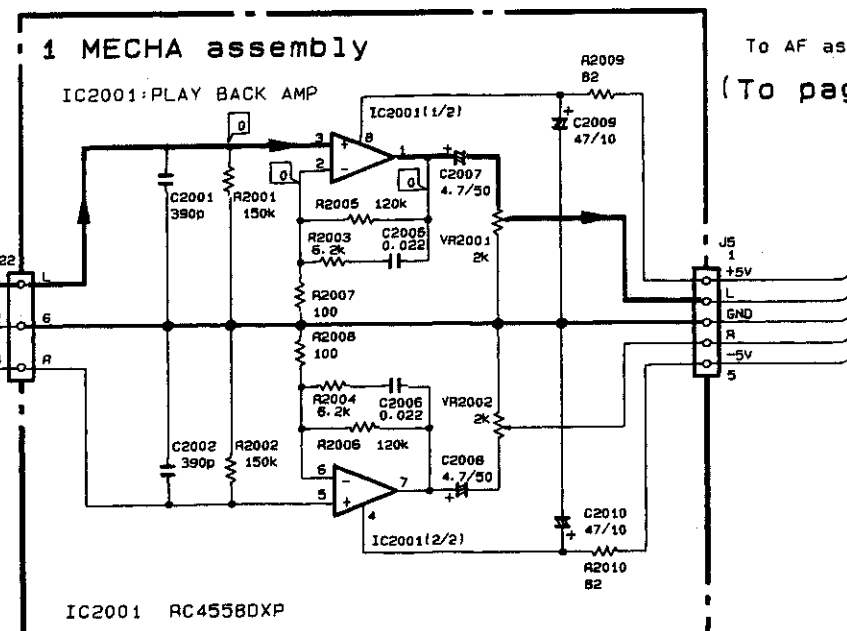 1 MECHA assembly
IC2001:PLAY BACK AMP
To AF as
(To pag
R2009
82
IC2001(1/2)
C2009
47/10
+
0
3
2
+
-
8
1
0
0
+
C2007
4.7/50
C2001
390p
R2001
150k
R2005 120k
R2003
6.2k
C2005
0.022
VR2001
2k
R2007
100
22
L
G
R
J5
1
+5V
L
GND
R
-5V
5
R2008
100
R2004
6.2k
C2006
0.022
VR2002
2k
R2006 120k
C2002
390p
R2002
150k
6
5
-
+
7
4
C2008
4.7/50
+
C2010
47/10
+
IC2001(2/2)
R2010
82
IC2001 RC4558DXP